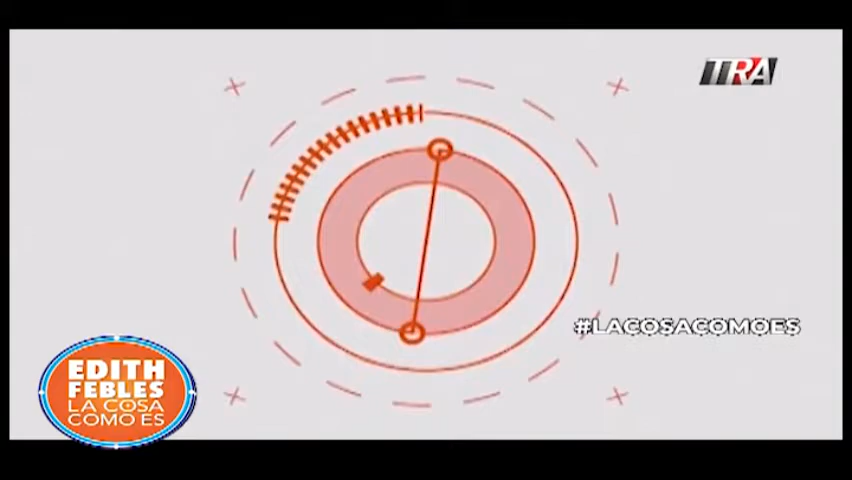 TRA
#LACOSACOMOES
EDITH
FEBLES
LA COSA
COMO ES